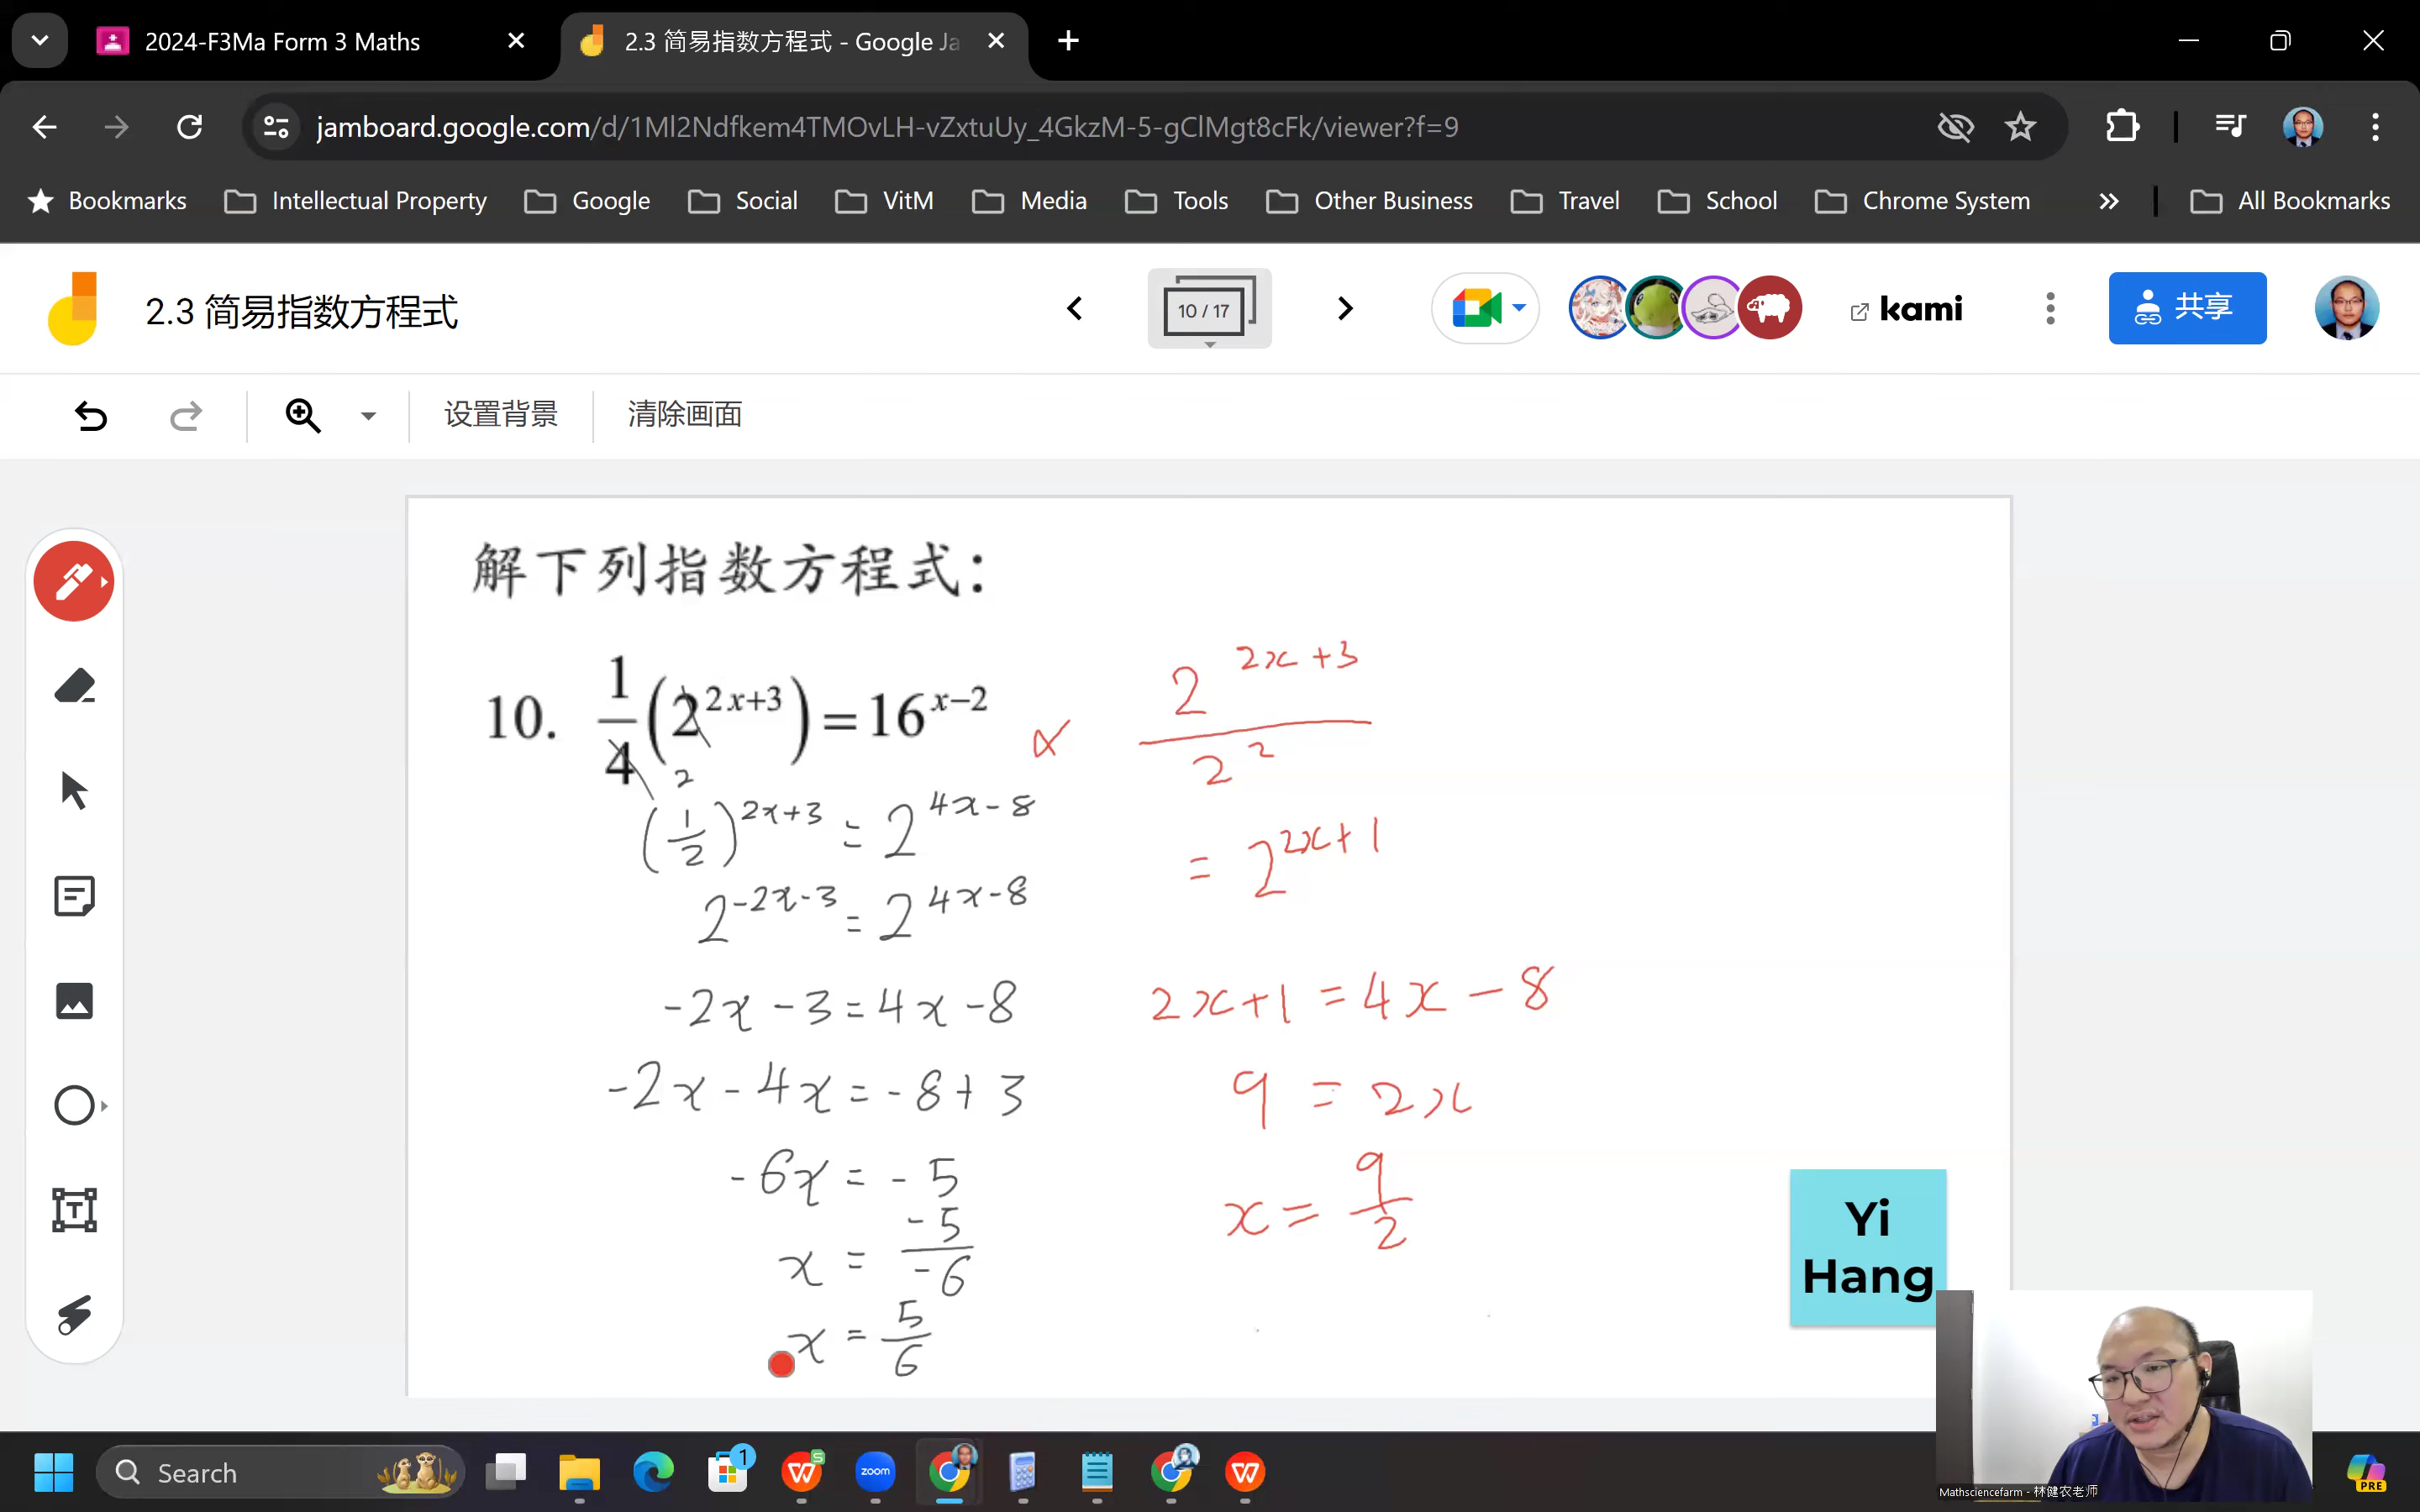 2024-F3Ma Form 3 Maths
2.3 简易指数方程式 - Google Ja
jamboard.google.com/d/1Ml2Ndfkem4TMOvLH-vZxtuUy_4GkzM-5-gClMgt8cFk/viewer?f=9
Bookmarks Intellectual Property Google Social VitM Media Tools Other Business Travel School Chrome System » All Bookmarks
2.3 简易指数方程式
10 / 17
kami
共享
设置背景 清除画面
解下列指数方程式：
10. 1/4 (2^(2x+3)) = 16^(x−2)
2
(1/2)^(2x+3) = 2^(4x-8)
2^(-2x-3) = 2^(4x-8)
-2x-3=4x-8
-2x-4x=-8+3
-6x=-5
x = -5/-6
x = 5/6
2^(2x+3) / 2^2
= 2^(2x+1)
2x+1=4x-8
9 = 2x
x = 9/2
Yi
Hang
Mathsciencefarm - 林健农老师
Search
1
zoom
PRE